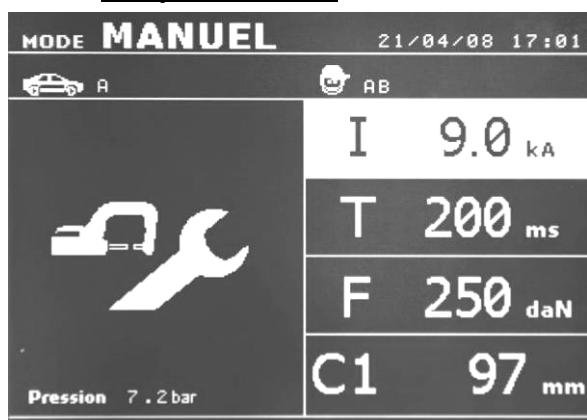 MODE MANUEL 21/04/08 17:01
A AB
I 9.0 kA
T 200 ms
F 250 daN
C1 97 mm
Pression 7.2 bar